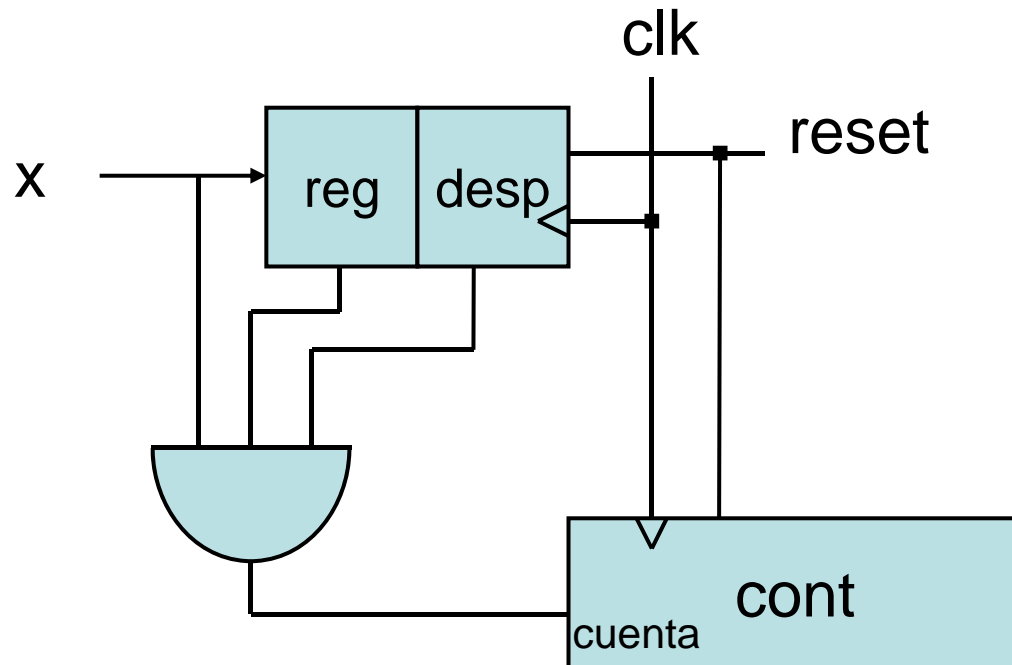 clk
reset
x
reg desp
cont
cuenta